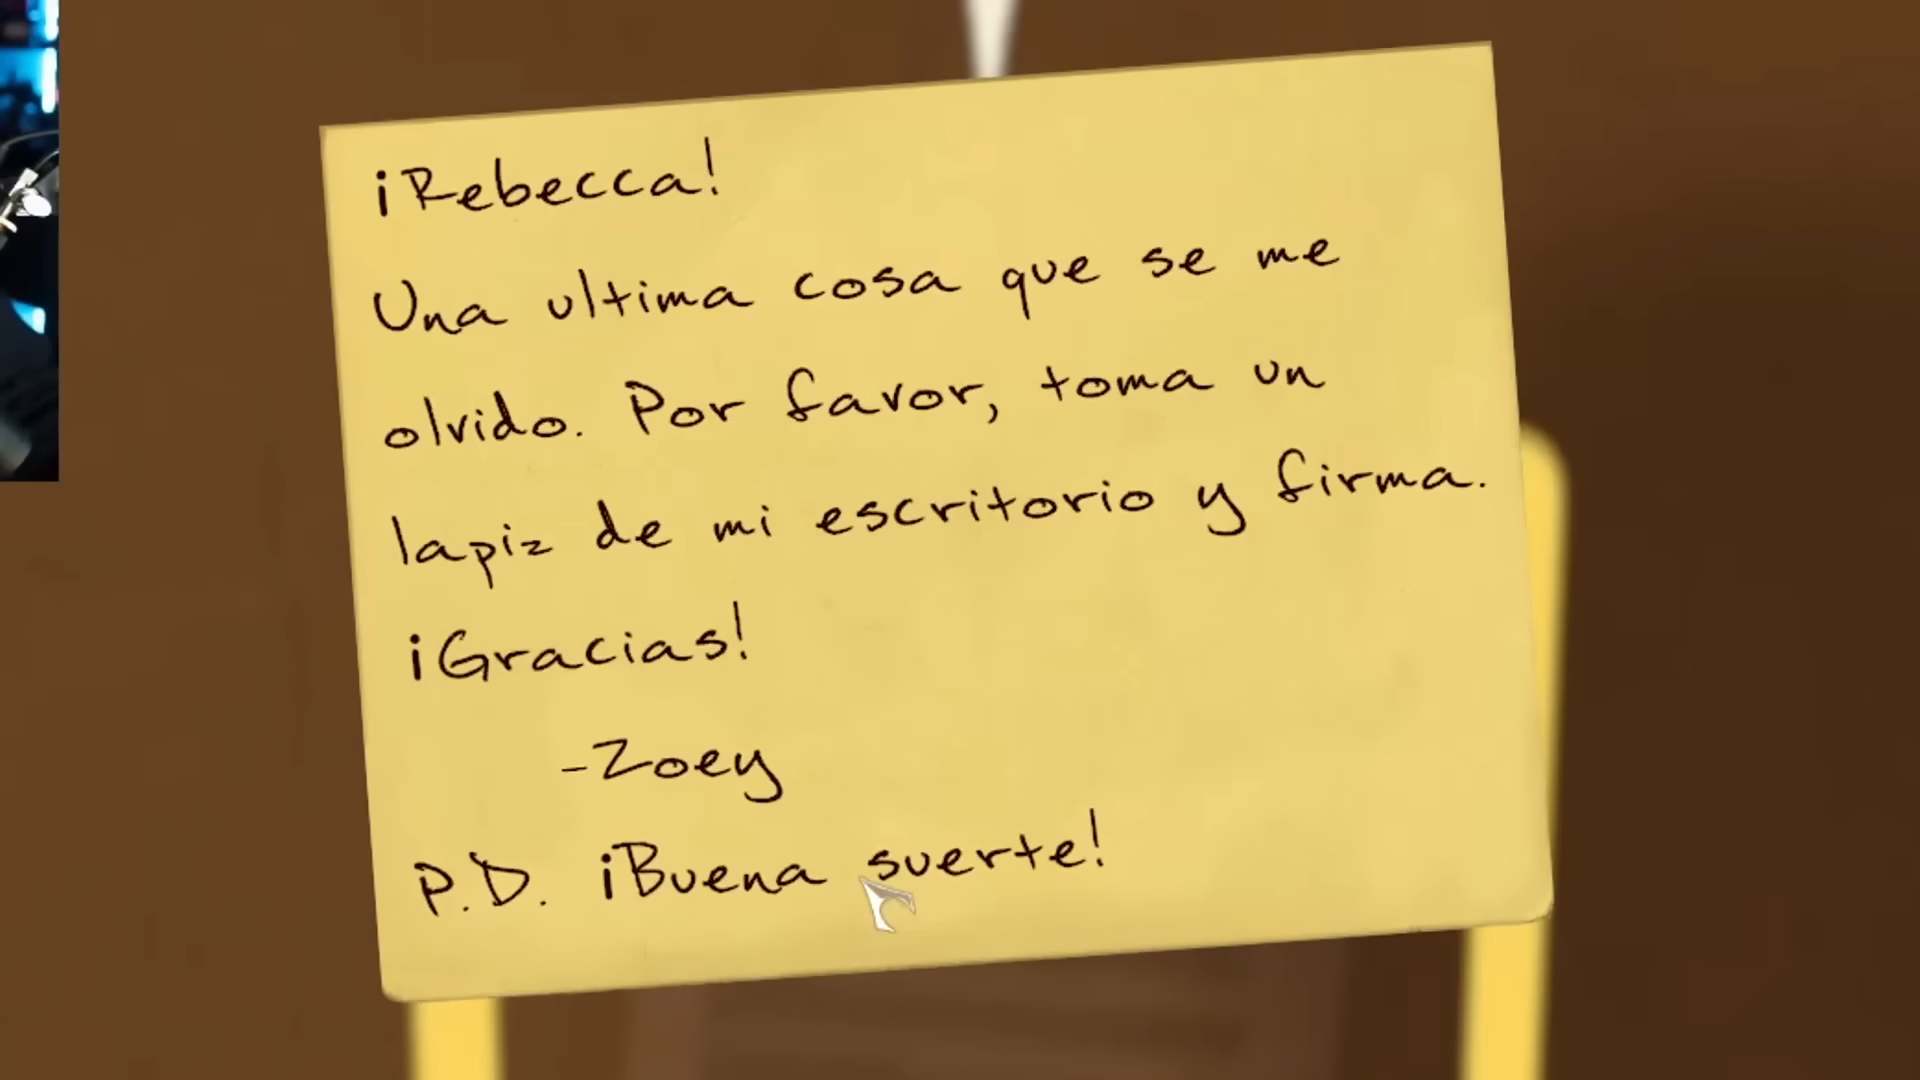 ¡Rebecca!
Una ultima cosa que se me
olvido. Por favor, toma un
lapiz de mi escritorio y firma.
¡Gracias!
-Zoey
P.D. ¡Buena suerte!